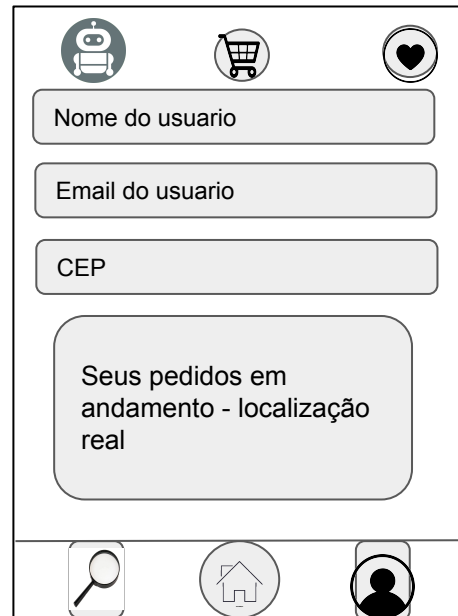 Nome do usuario
Email do usuario
CEP
Seus pedidos em
andamento - localização
real